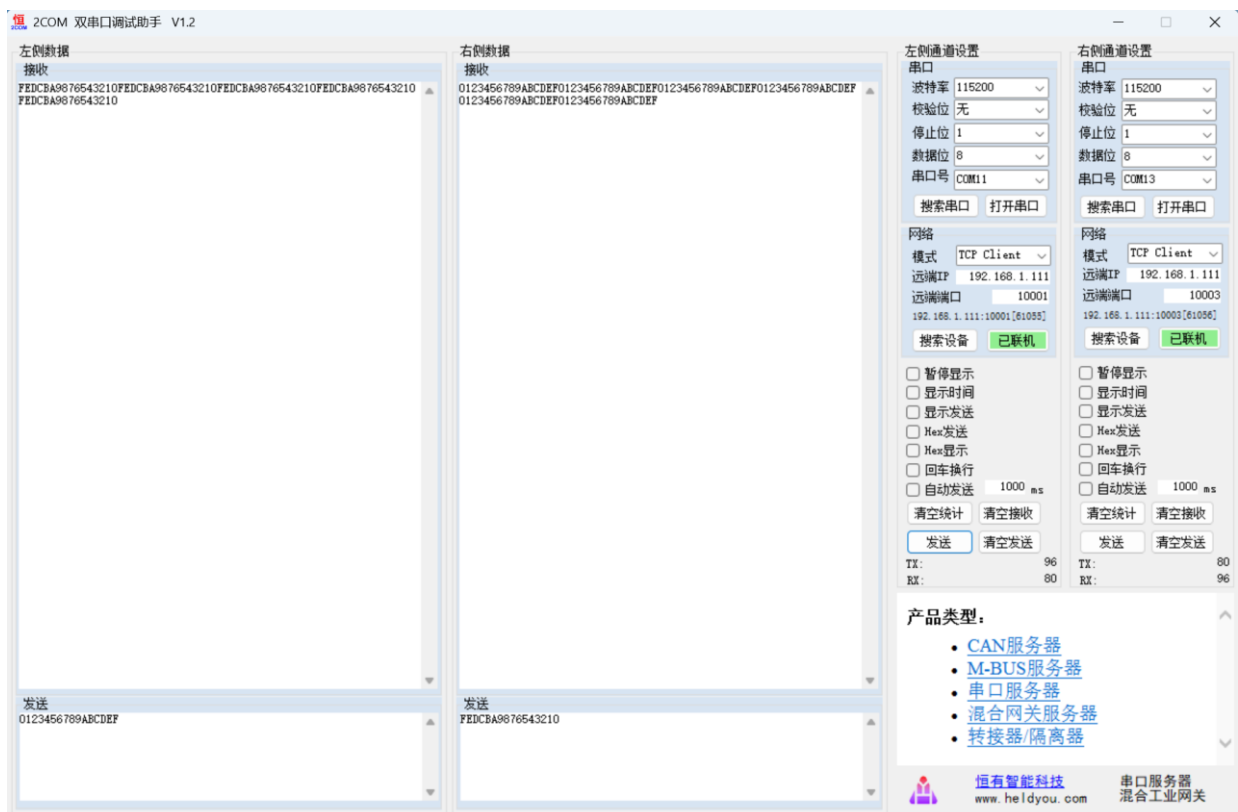 恒 2COM 2COM 双串口调试助手 V1.2
左侧数据
接收
FEDCBA9876543210FEDCBA9876543210FEDCBA9876543210FEDCBA9876543210
FEDCBA9876543210
发送
0123456789ABCDEF
右侧数据
接收
0123456789ABCDEF0123456789ABCDEF0123456789ABCDEF0123456789ABCDEF
0123456789ABCDEF0123456789ABCDEF
发送
FEDCBA9876543210
左侧通道设置
串口
波特率 115200
校验位 无
停止位 1
数据位 8
串口号 COM11
搜索串口 打开串口
网络
模式 TCP Client
远端IP 192.168.1.111
远端端口 10001
192.168.1.111:10001[61055]
搜索设备 已联机
暂停显示
显示时间
显示发送
Hex发送
Hex显示
回车换行
自动发送 1000 ms
清空统计 清空接收
发送 清空发送
TX: 96
RX: 80
右侧通道设置
串口
波特率 115200
校验位 无
停止位 1
数据位 8
串口号 COM13
搜索串口 打开串口
网络
模式 TCP Client
远端IP 192.168.1.111
远端端口 10003
192.168.1.111:10003[61056]
搜索设备 已联机
暂停显示
显示时间
显示发送
Hex发送
Hex显示
回车换行
自动发送 1000 ms
清空统计 清空接收
发送 清空发送
TX: 80
RX: 96
产品类型：
CAN服务器
M-BUS服务器
串口服务器
混合网关服务器
转接器/隔离器
恒有智能科技
www.heldyou.com
串口服务器
混合工业网关